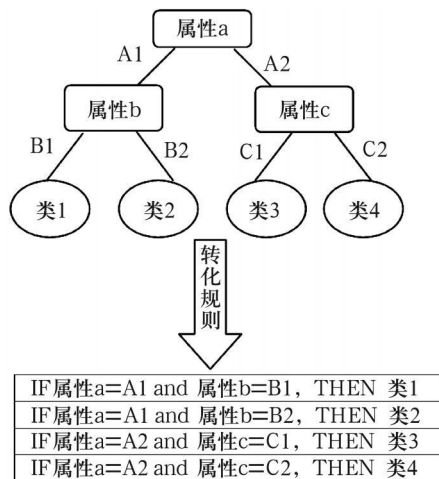 属性a
A1
A2
属性b
属性c
B1
B2
C1
C2
类1
类2
类3
类4
转化规则
IF属性a=A1 and 属性b=B1，THEN 类1
IF属性a=A1 and 属性b=B2，THEN 类2
IF属性a=A2 and 属性c=C1，THEN 类3
IF属性a=A2 and 属性c=C2，THEN 类4